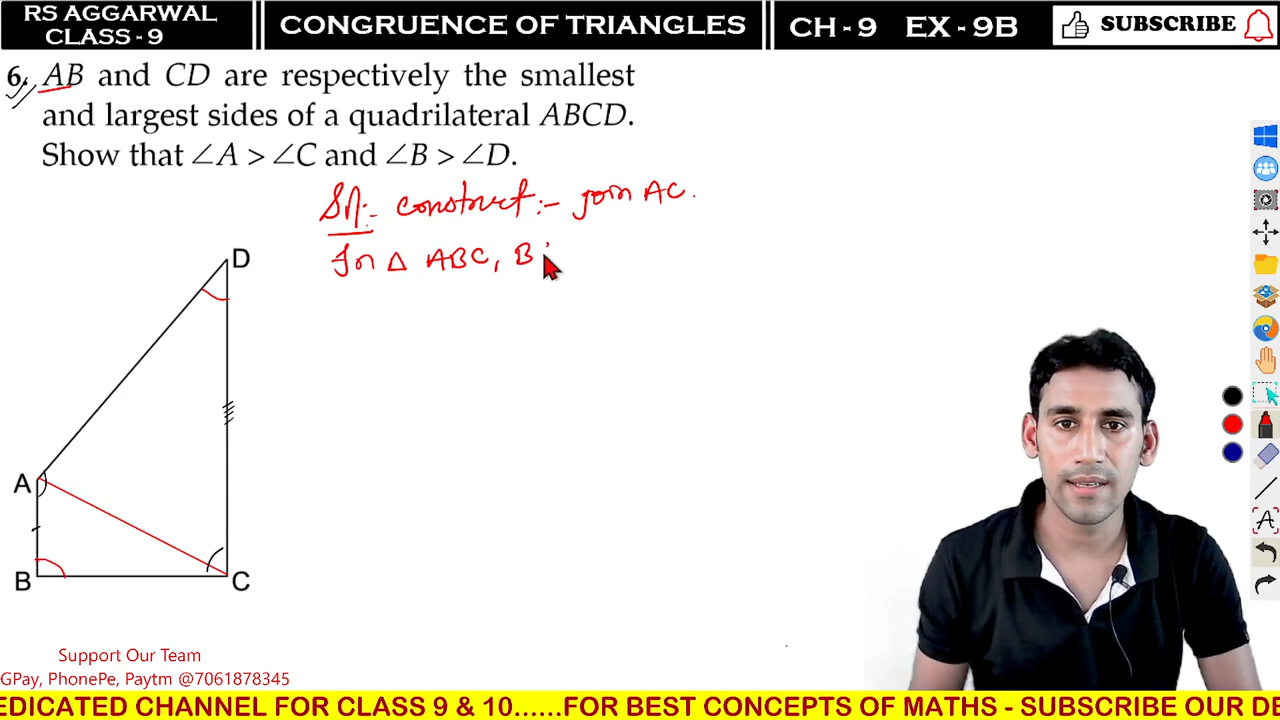 RS AGGARWAL
CLASS - 9
CONGRUENCE OF TRIANGLES
CH - 9 EX - 9B
SUBSCRIBE
6. AB and CD are respectively the smallest
and largest sides of a quadrilateral ABCD.
Show that ∠A > ∠C and ∠B > ∠D.
Sol:- construct:- join AC.
In Δ ABC, B
D
A
B
C
Support Our Team
GPay, PhonePe, Paytm @7061878345
EDICATED CHANNEL FOR CLASS 9 & 10......FOR BEST CONCEPTS OF MATHS - SUBSCRIBE OUR DE